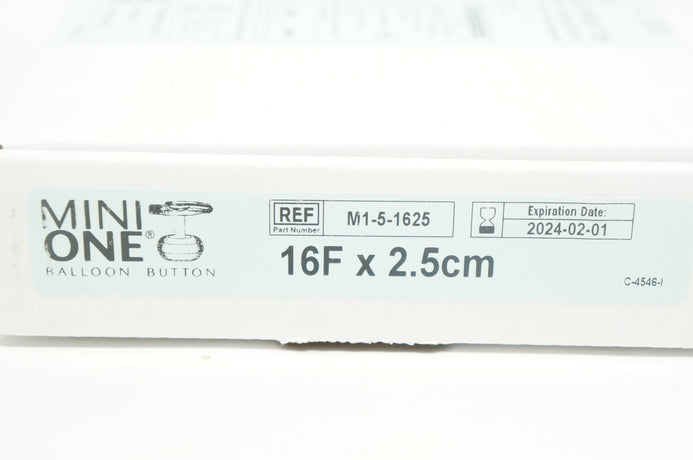 MINI
ONE®
BALLOON BUTTON
REF M1-5-1625
Part Number
Expiration Date:
2024-02-01
16F x 2.5cm
C-4546-I